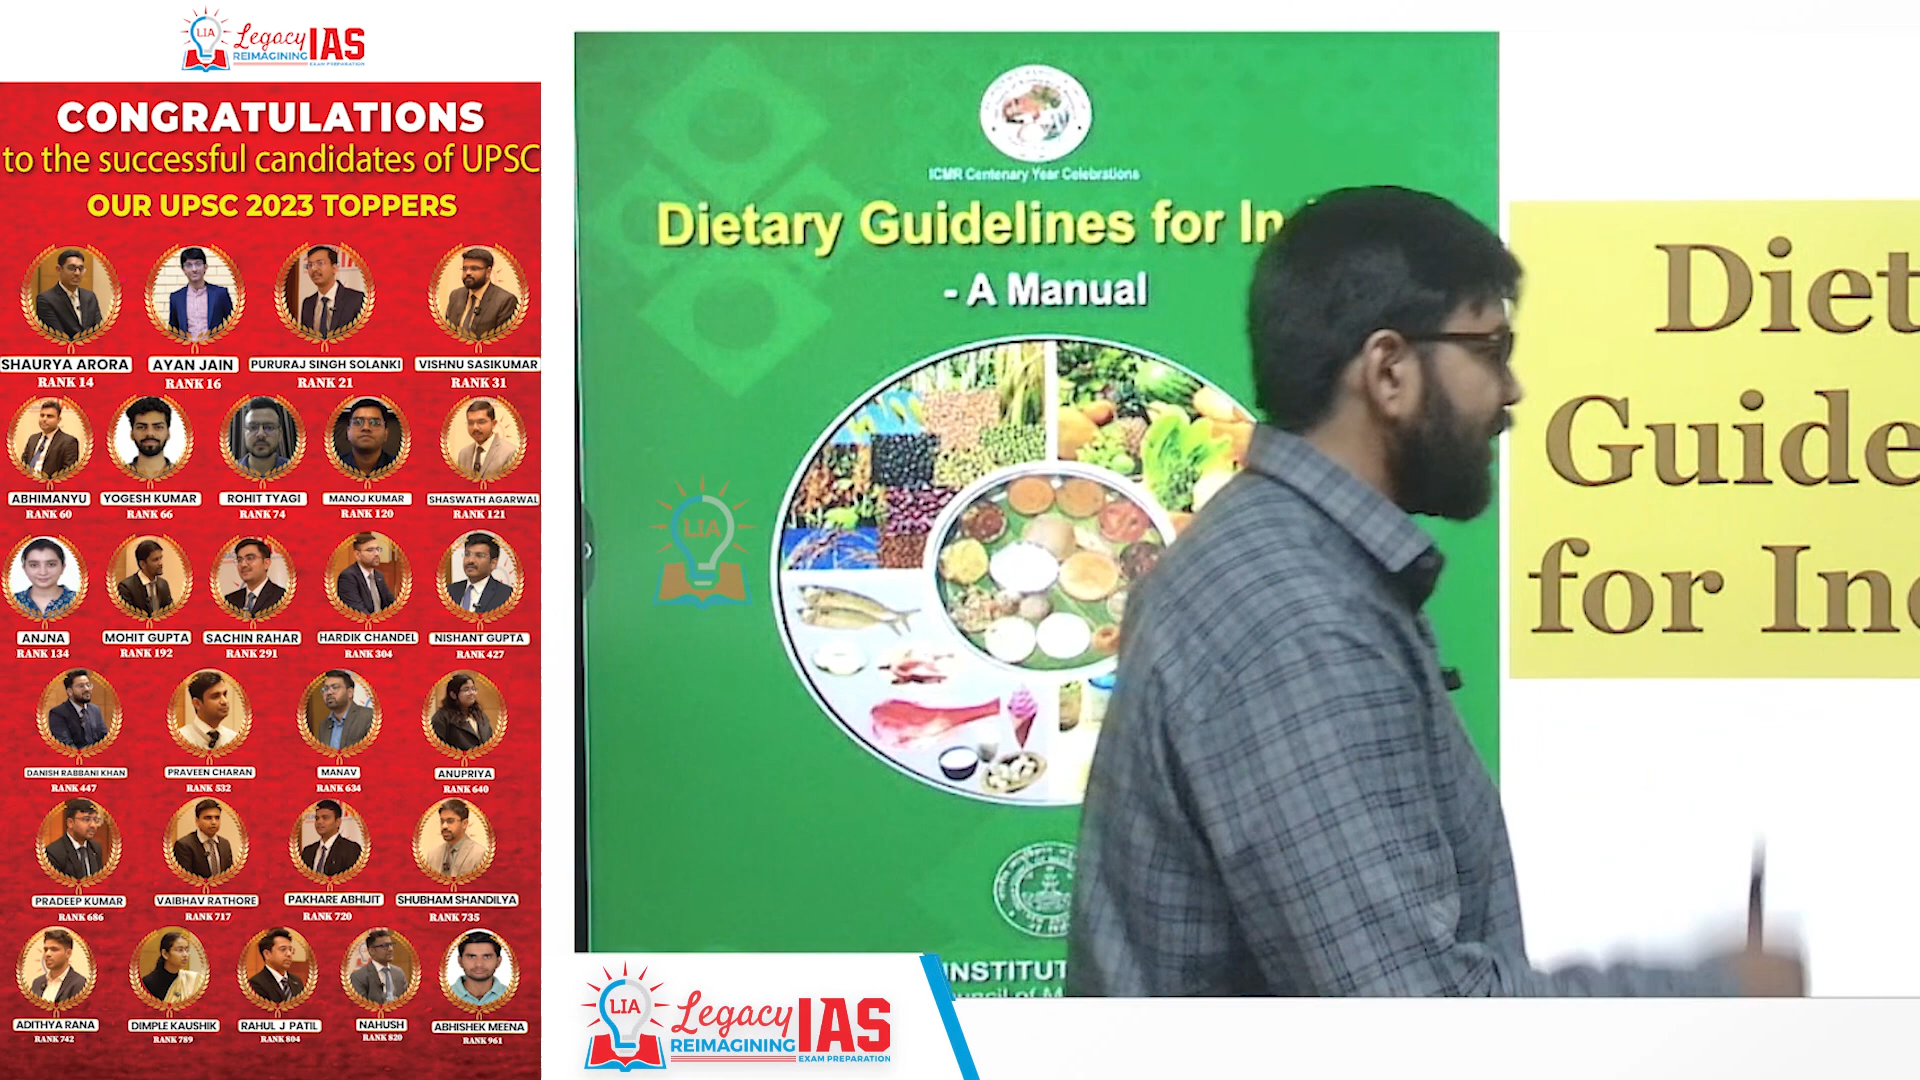 LIA
Legacy IAS
REIMAGINING
EXAM PREPARATION
CONGRATULATIONS
to the successful candidates of UPSC
OUR UPSC 2023 TOPPERS
SHAURYA ARORA
RANK 14
AYAN JAIN
RANK 16
PURURAJ SINGH SOLANKI
RANK 21
VISHNU SASIKUMAR
RANK 31
ABHIMANYU
RANK 60
YOGESH KUMAR
RANK 66
ROHIT TYAGI
RANK 74
MANOJ KUMAR
RANK 120
SHASWATH AGARWAL
RANK 121
ANJNA
RANK 134
MOHIT GUPTA
RANK 192
SACHIN RAHAR
RANK 291
HARDIK CHANDEL
RANK 304
NISHANT GUPTA
RANK 427
DANISH RABBANI KHAN
RANK 447
PRAVEEN CHARAN
RANK 532
MANAV
RANK 634
ANUPRIYA
RANK 640
PRADEEP KUMAR
RANK 686
VAIBHAV RATHORE
RANK 717
PAKHARE ABHIJIT
RANK 720
SHUBHAM SHANDILYA
RANK 735
ADITHYA RANA
RANK 742
DIMPLE KAUSHIK
RANK 789
RAHUL J PATIL
RANK 804
NAHUSH
RANK 820
ABHISHEK MEENA
RANK 961
ICMR Centenary Year Celebrations
Dietary Guidelines for In
- A Manual
LIA
INSTITUT
uncil of M
Diet
Guide
for In
LIA
Legacy IAS
REIMAGINING
EXAM PREPARATION